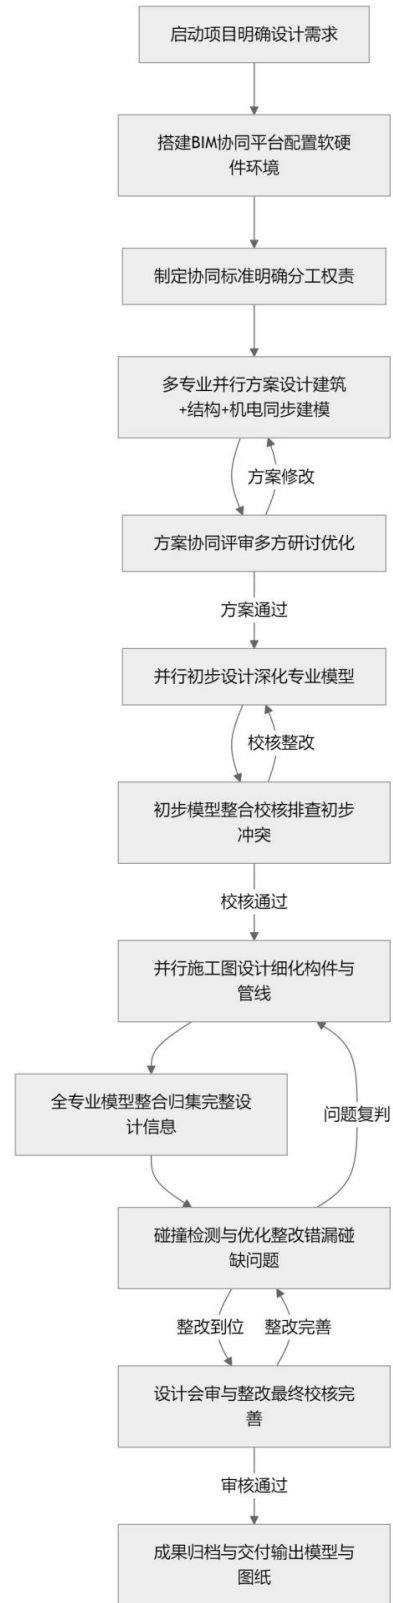 启动项目明确设计需求
搭建BIM协同平台配置软硬
件环境
制定协同标准明确分工权责
多专业并行方案设计建筑
+结构+机电同步建模
方案修改
方案协同评审多方研讨优化
方案通过
并行初步设计深化专业模型
校核整改
初步模型整合校核排查初步
冲突
校核通过
并行施工图设计细化构件与
管线
全专业模型整合归集完整设
计信息
问题复判
碰撞检测与优化整改错漏碰
缺问题
整改到位
整改完善
设计会审与整改最终校核完
善
审核通过
成果归档与交付输出模型与
图纸